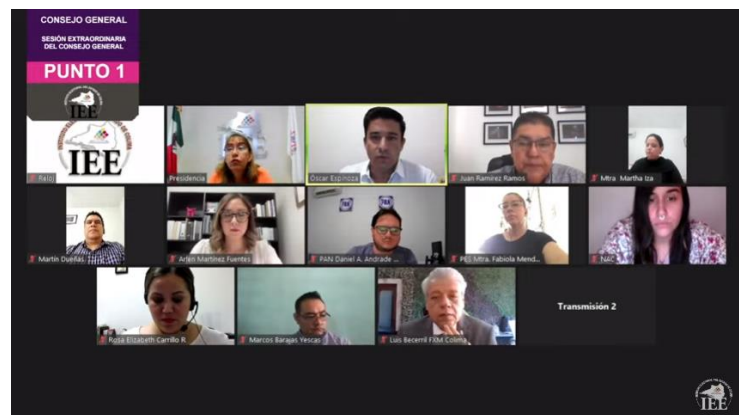 CONSEJO GENERAL
SESIÓN EXTRAORDINARIA
DEL CONSEJO GENERAL
PUNTO 1
IEE
IEE
Reloj
Presidencia
Óscar Espinoza
Juan Ramírez Ramos
Mtra Martha Iza
Martín Dueñas
Arlen Martínez Fuentes
PAN Daniel A. Andrade
PES Mtra. Fabiola Mend...
NAC
Rosa Elizabeth Carrillo R
Marcos Barajas Yescas
Luis Becerril FXM Colima
Transmisión 2
IEE